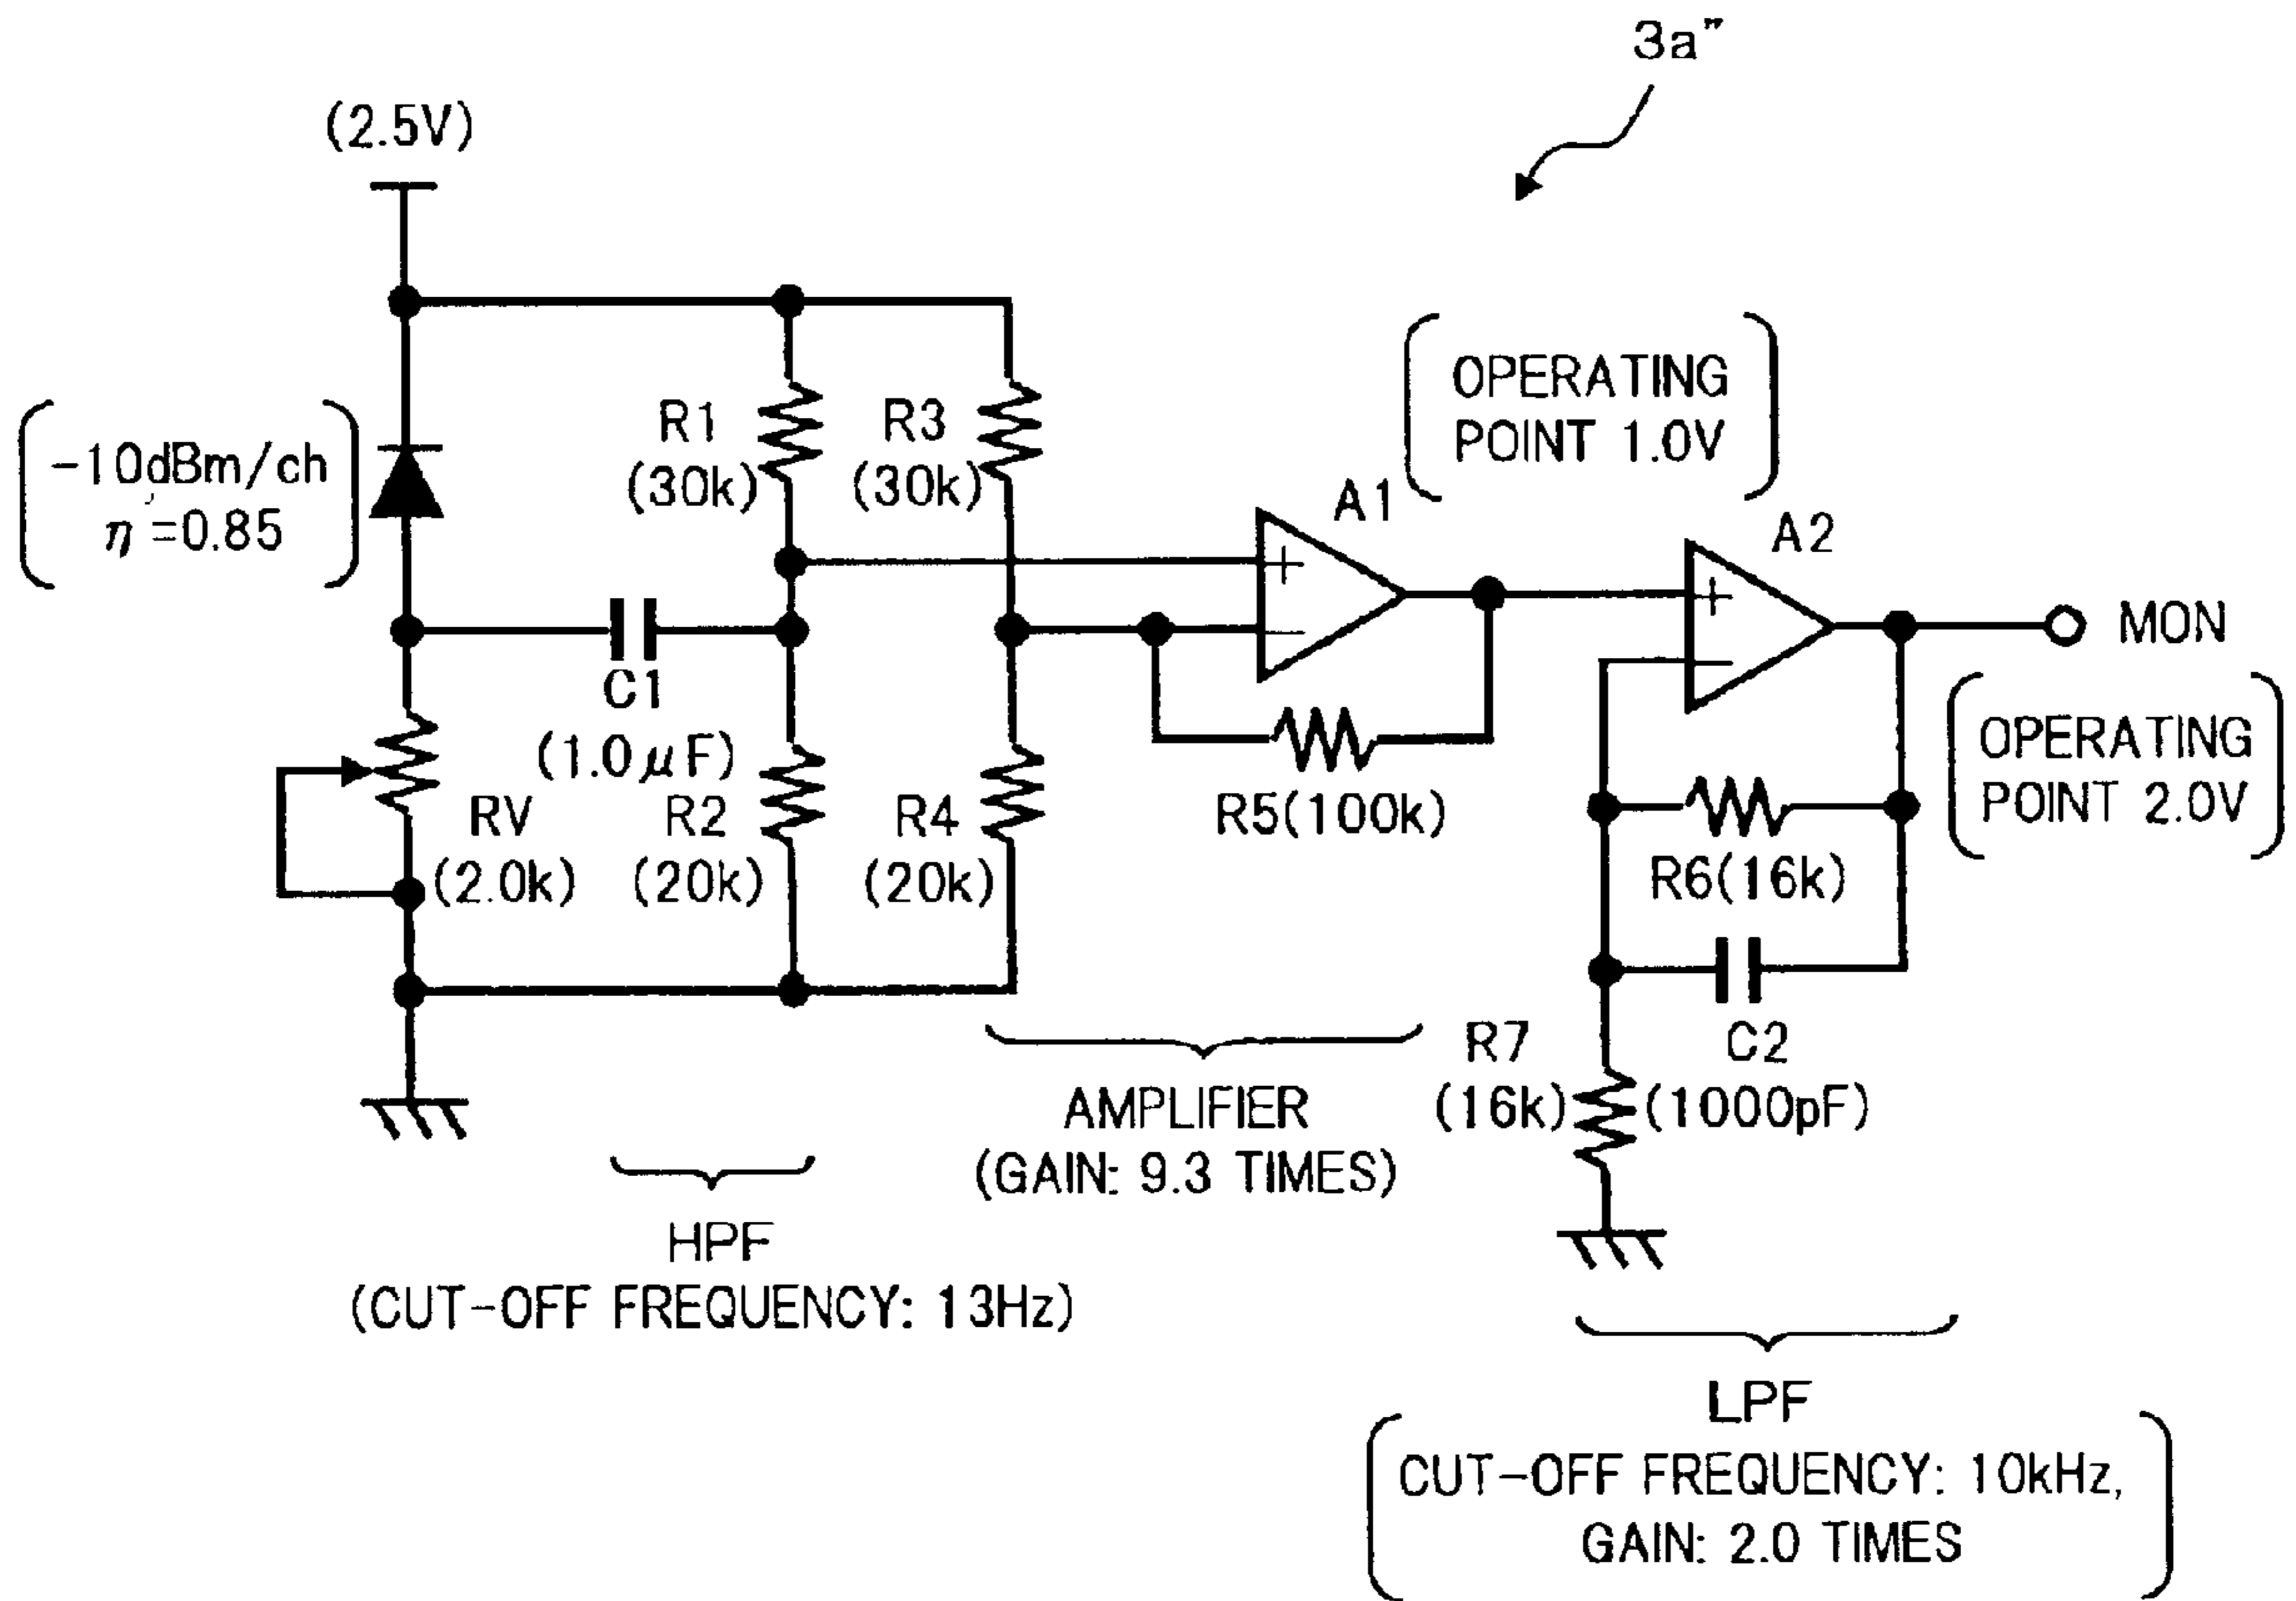 3a"
(2.5V)
-10dBm/ch
η'=0.85
R1
(30k)
R3
(30k)
OPERATING
POINT 1.0V
A1
A2
MON
C1
(1.0μF)
OPERATING
POINT 2.0V
RV
(2.0k)
R2
(20k)
R4
(20k)
R5(100k)
R6(16k)
R7
(16k)
C2
(1000pF)
AMPLIFIER
(GAIN: 9.3 TIMES)
HPF
(CUT-OFF FREQUENCY: 13Hz)
LPF
CUT-OFF FREQUENCY: 10kHz,
GAIN: 2.0 TIMES